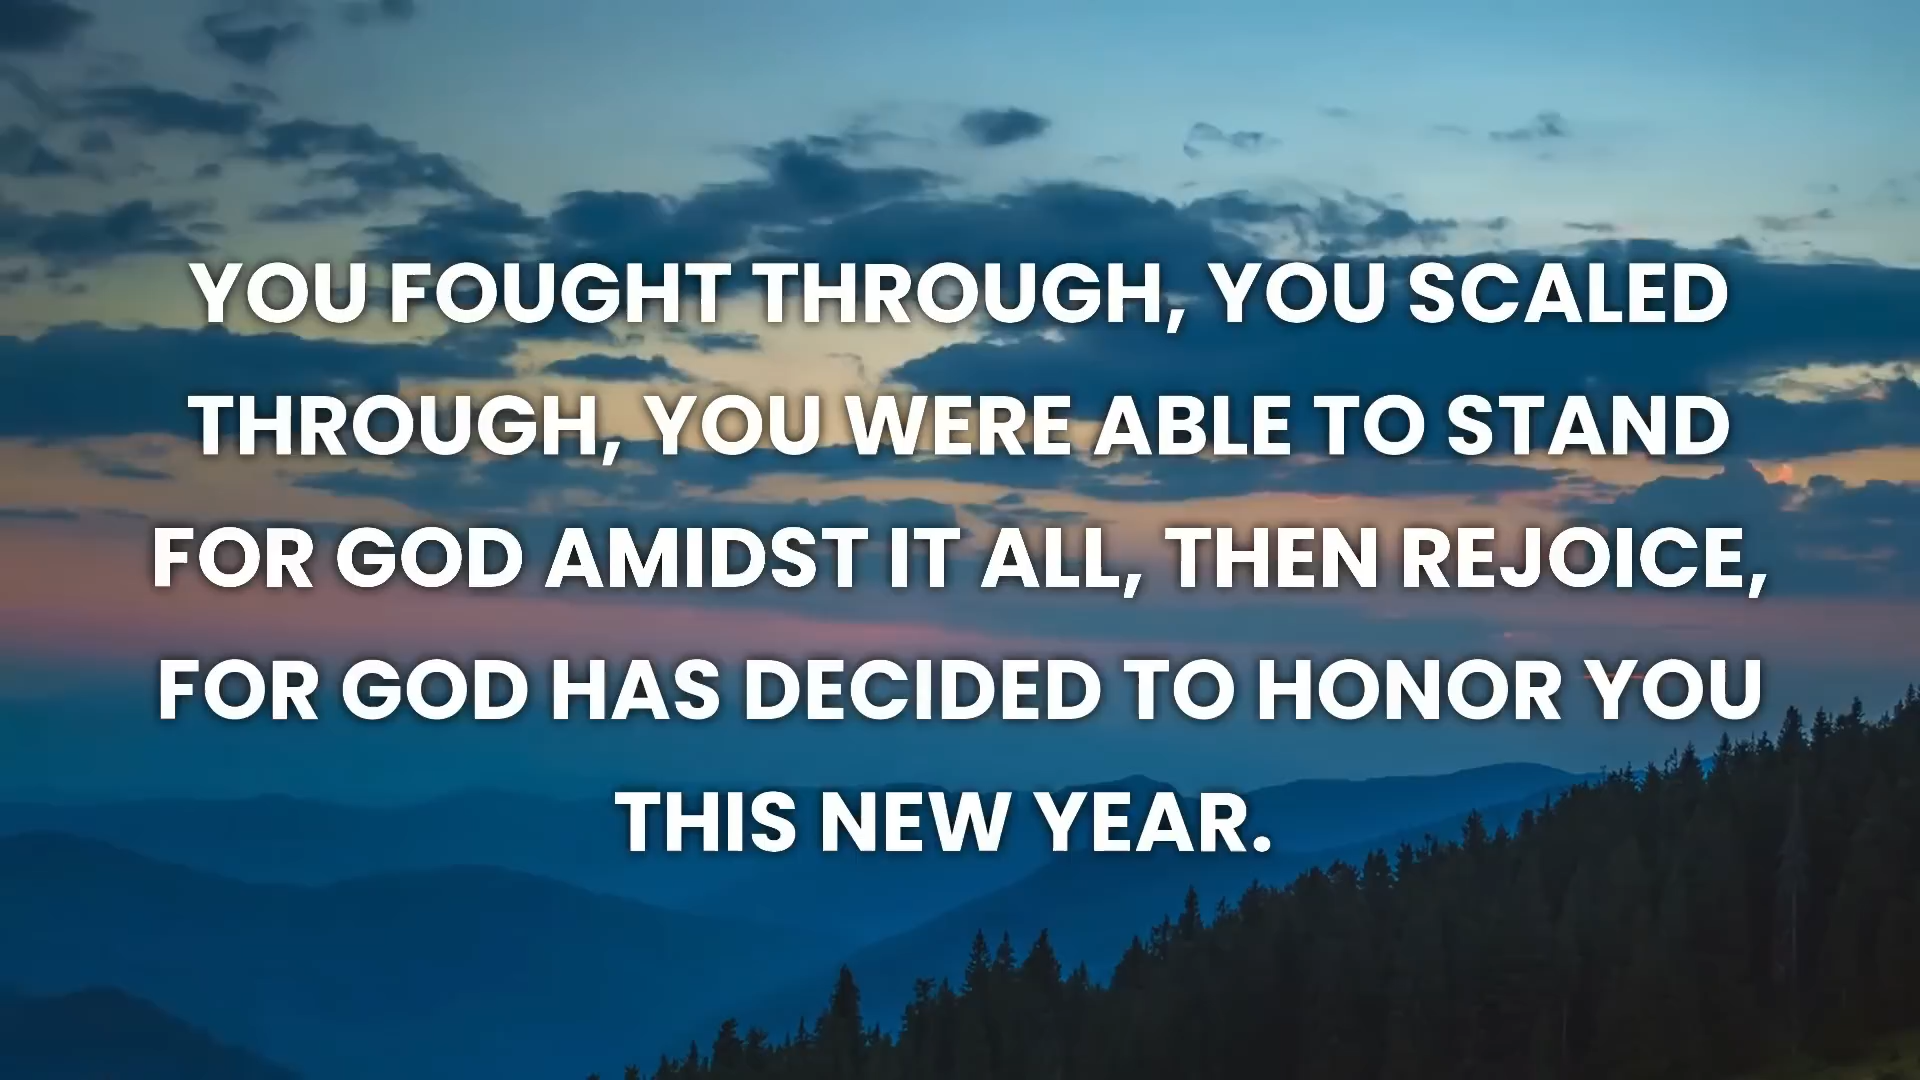 YOU FOUGHT THROUGH, YOU SCALED
THROUGH, YOU WERE ABLE TO STAND
FOR GOD AMIDST IT ALL, THEN REJOICE,
FOR GOD HAS DECIDED TO HONOR YOU
THIS NEW YEAR.